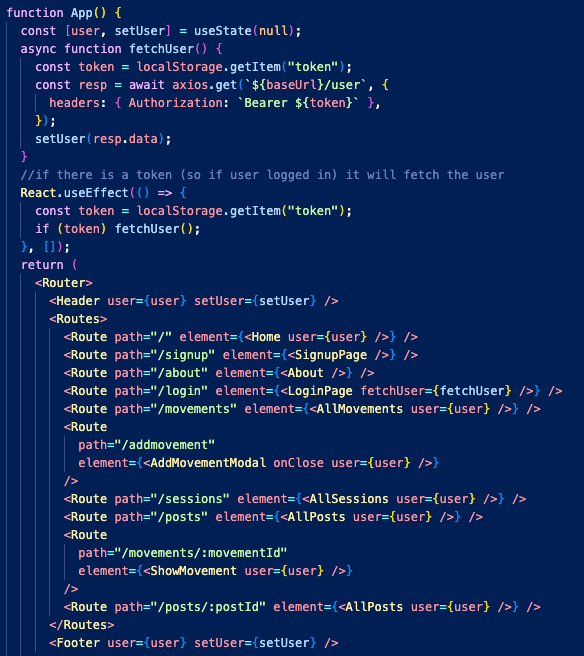 function App() {
const [user, setUser] = useState(null);
async function fetchUser() {
const token = localStorage.getItem("token");
const resp = await axios.get(`${baseUrl}/user`, {
headers: { Authorization: `Bearer ${token}` },
});
setUser(resp.data);
}
//if there is a token (so if user logged in) it will fetch the user
React.useEffect(() => {
const token = localStorage.getItem("token");
if (token) fetchUser();
}, []);
return (
<Router>
<Header user={user} setUser={setUser} />
<Routes>
<Route path="/" element={<Home user={user} />} />
<Route path="/signup" element={<SignupPage />} />
<Route path="/about" element={<About />} />
<Route path="/login" element={<LoginPage fetchUser={fetchUser} />} />
<Route path="/movements" element={<AllMovements user={user} />} />
<Route
path="/addmovement"
element={<AddMovementModal onClose user={user} />}
/>
<Route path="/sessions" element={<AllSessions user={user} />} />
<Route path="/posts" element={<AllPosts user={user} />} />
<Route
path="/movements/:movementId"
element={<ShowMovement user={user} />}
/>
<Route path="/posts/:postId" element={<AllPosts user={user} />} />
</Routes>
<Footer user={user} setUser={setUser} />